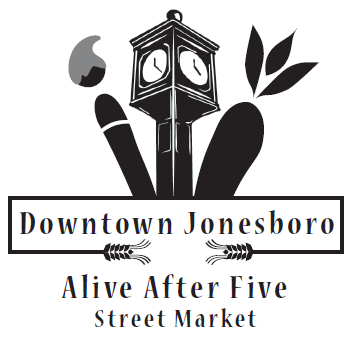 Downtown Jonesboro
Alive After Five
Street Market